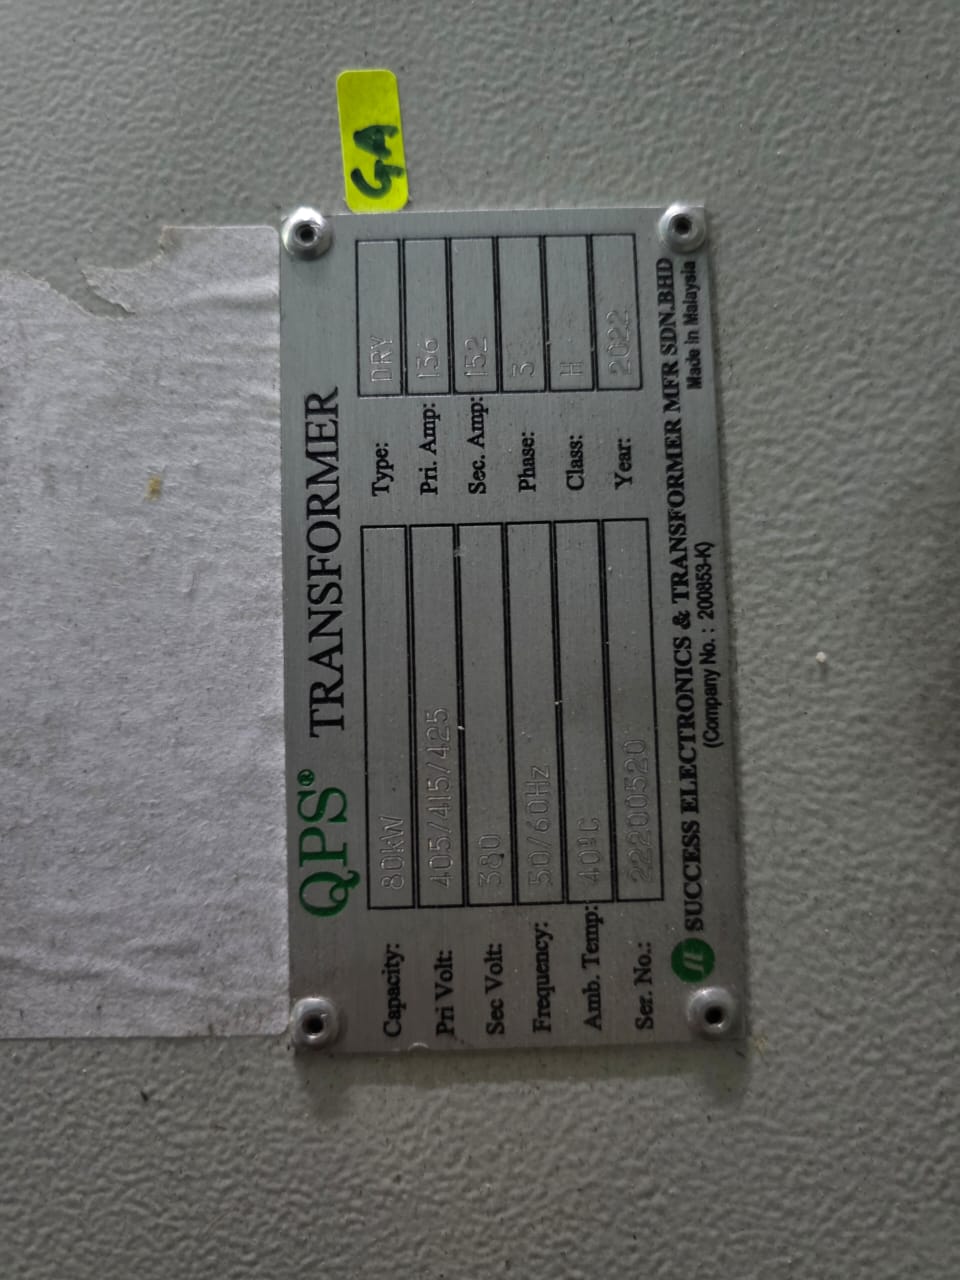 GA
QPS® TRANSFORMER
Capacity: 80kW Type: DRY
Pri Volt: 405/415/425 Pri. Amp: 136
Sec Volt: 380 Sec. Amp: 152
Frequency: 50/60Hz Phase: 3
Amb. Temp: 40ºC Class: H
Ser. No.: 22200520 Year: 2022
SUCCESS ELECTRONICS & TRANSFORMER MFR SDN.BHD
(Company No. : 200853-K) Made in Malaysia